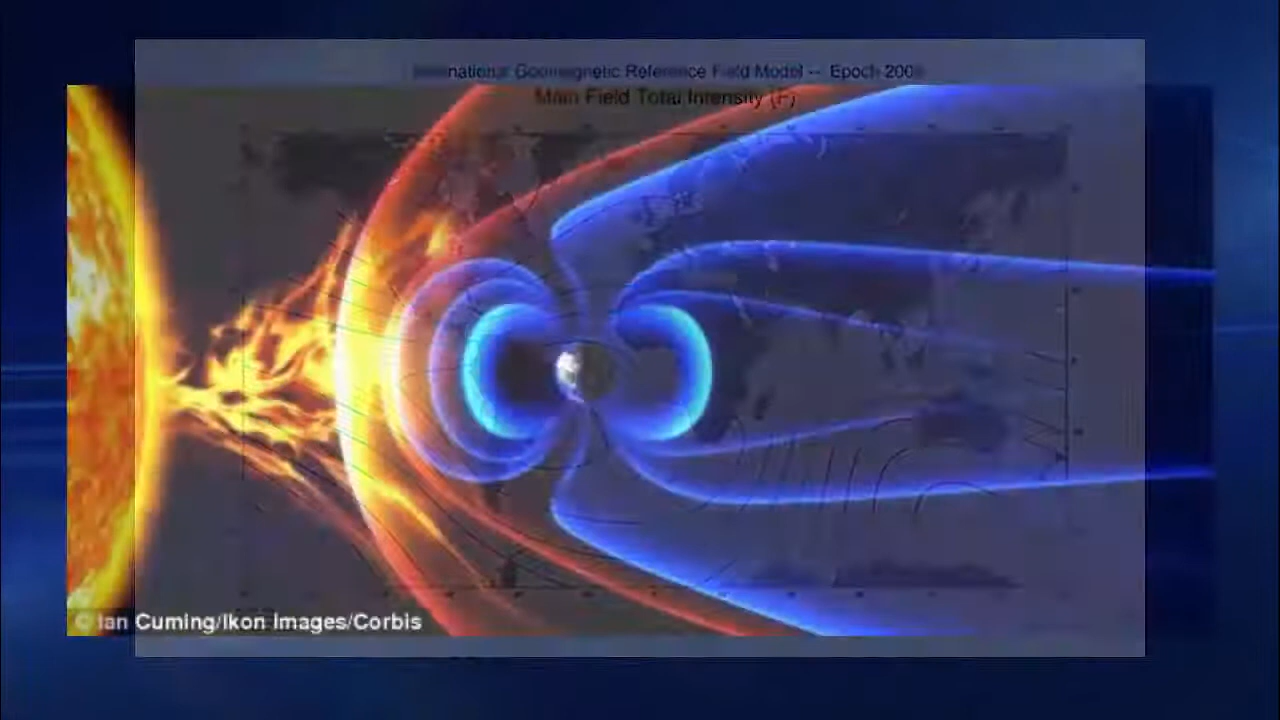 International Geomagnetic Reference Field Model -- Epoch
Main Field Total Intensity (F)
© Ian Cuming/Ikon Images/Corbis